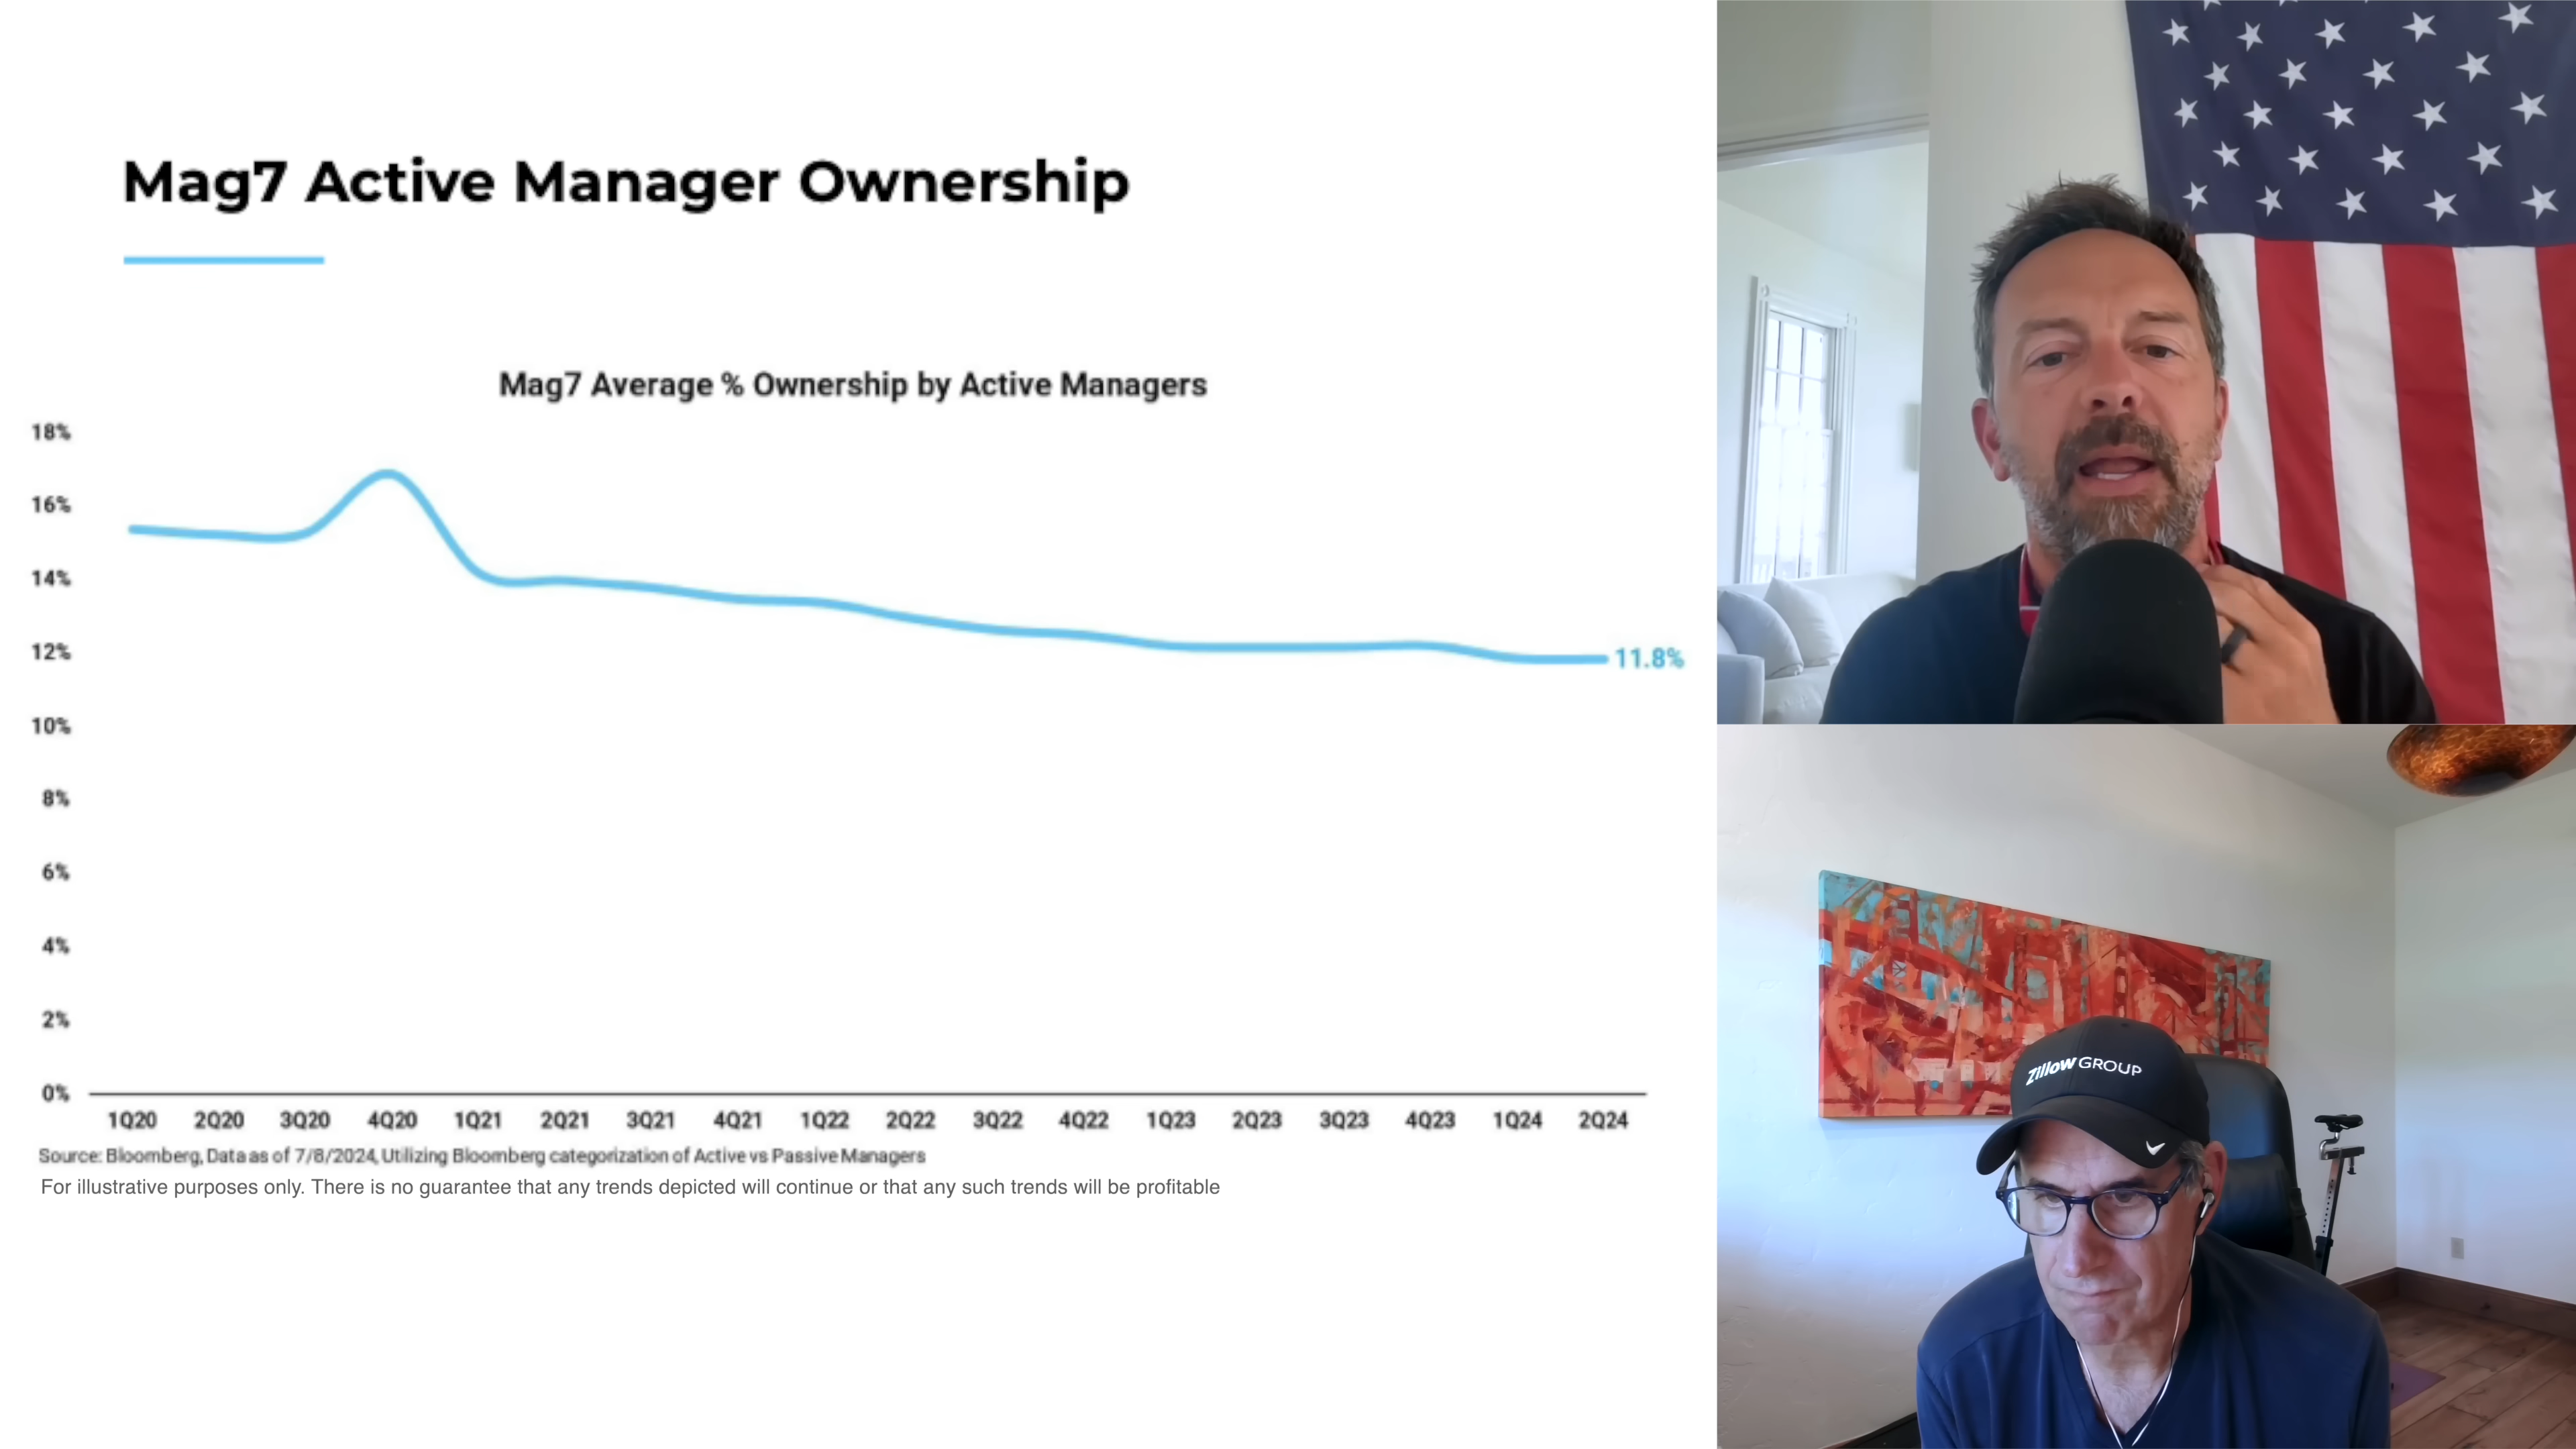 Mag7 Active Manager Ownership
Mag7 Average % Ownership by Active Managers
18%
16%
14%
12%
10%
8%
6%
4%
2%
0%
11.8%
1Q20 2Q20 3Q20 4Q20 1Q21 2Q21 3Q21 4Q21 1Q22 2Q22 3Q22 4Q22 1Q23 2Q23 3Q23 4Q23 1Q24 2Q24
Source: Bloomberg, Data as of 7/8/2024, Utilizing Bloomberg categorization of Active vs Passive Managers
For illustrative purposes only. There is no guarantee that any trends depicted will continue or that any such trends will be profitable
Zillow GROUP